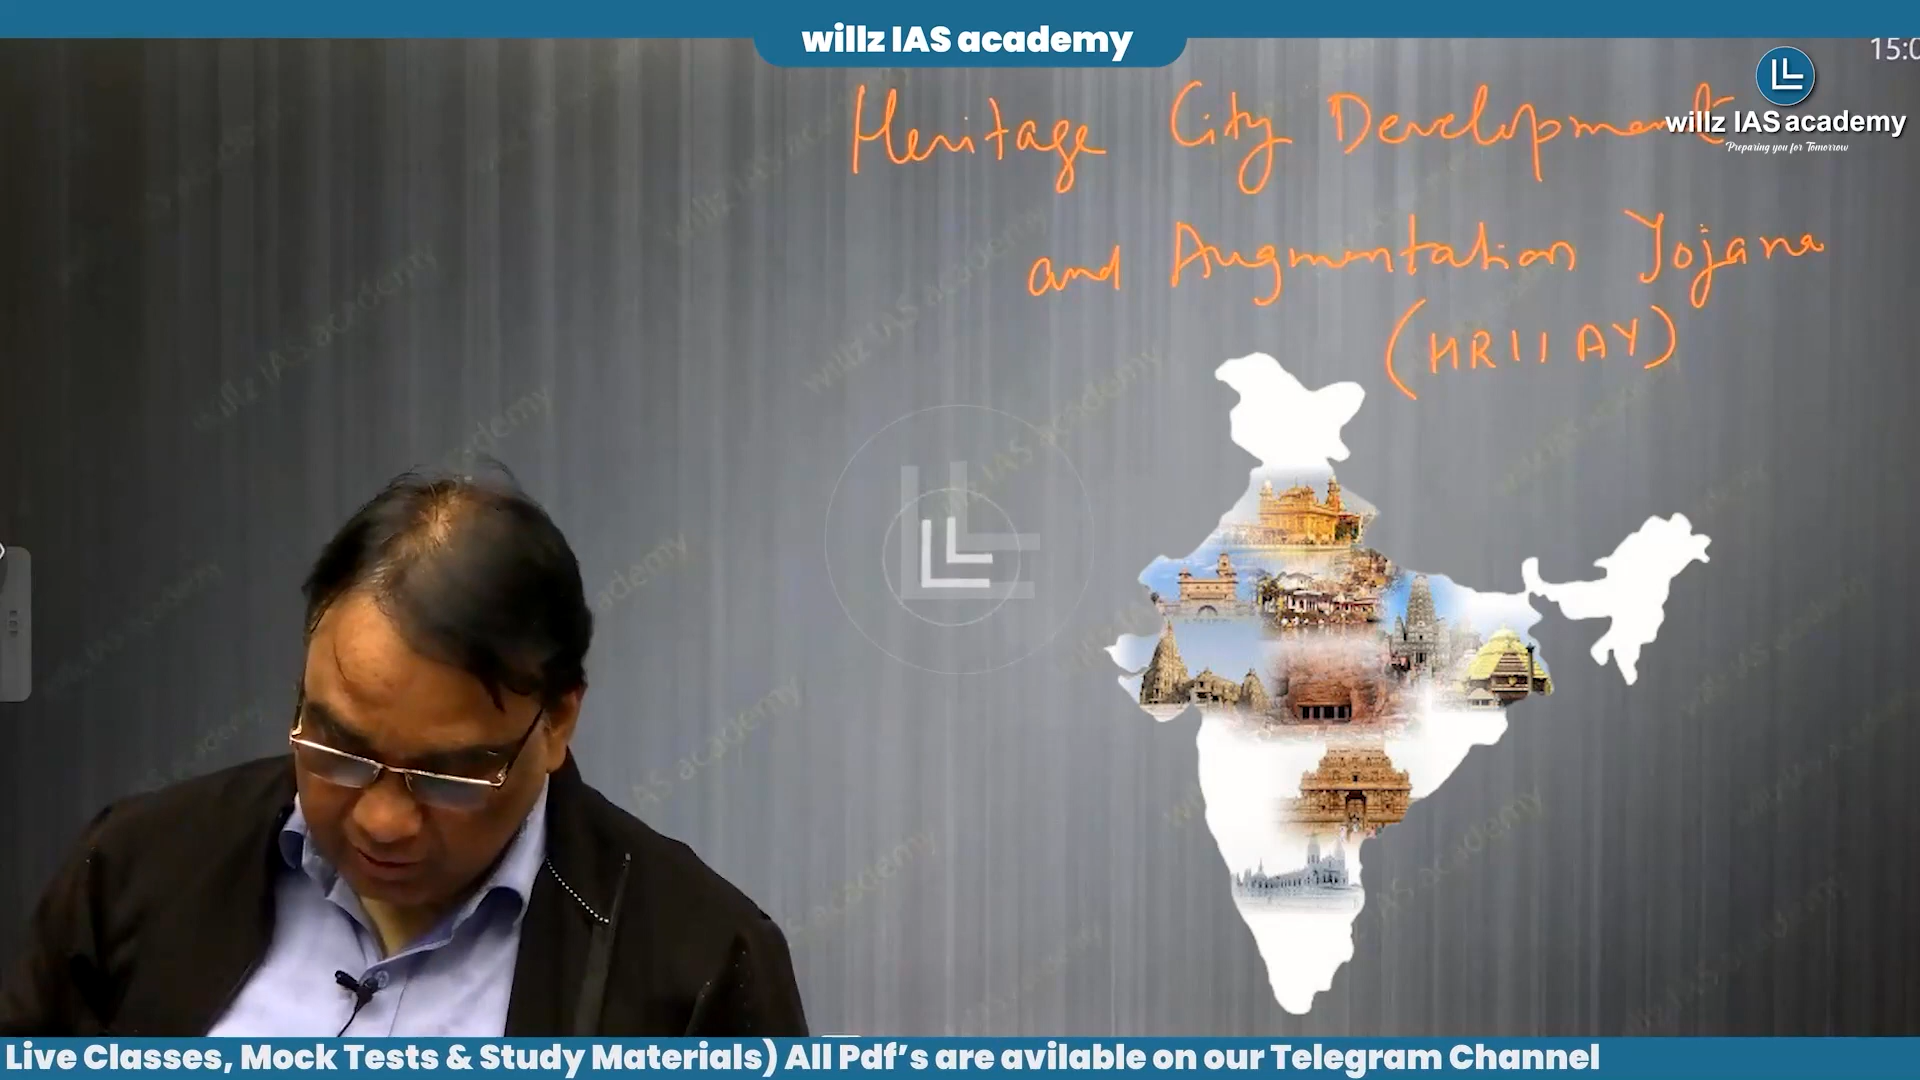 willz IAS academy
15:0
willz IAS academy
Preparing you for Tomorrow
Heritage City Development
and Augmentation Yojana
(HRIIAY)
Live Classes, Mock Tests & Study Materials) All Pdf’s are avilable on our Telegram Channel